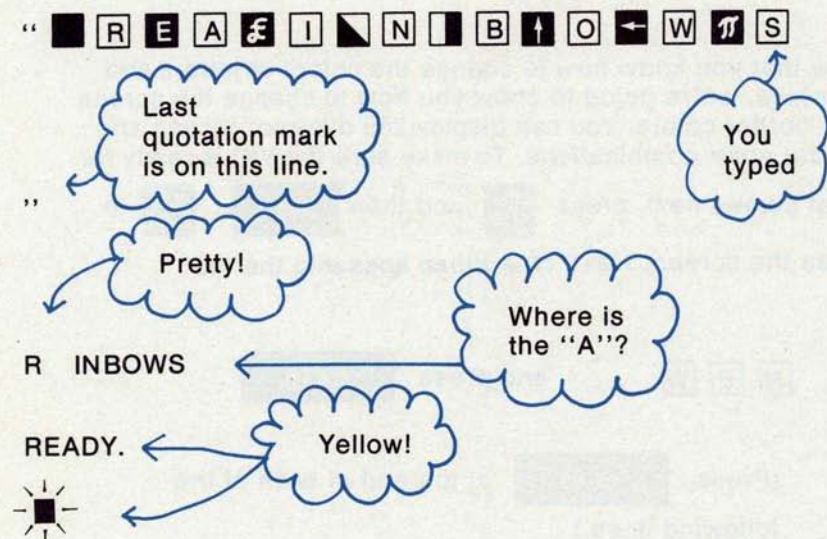 “ ■ R E A £ I ◣ N ▌ B ↑ O ← W π S
Last
quotation mark
is on this line.
You
typed
”
Pretty!
Where is
the “A”?
R INBOWS
READY.
Yellow!